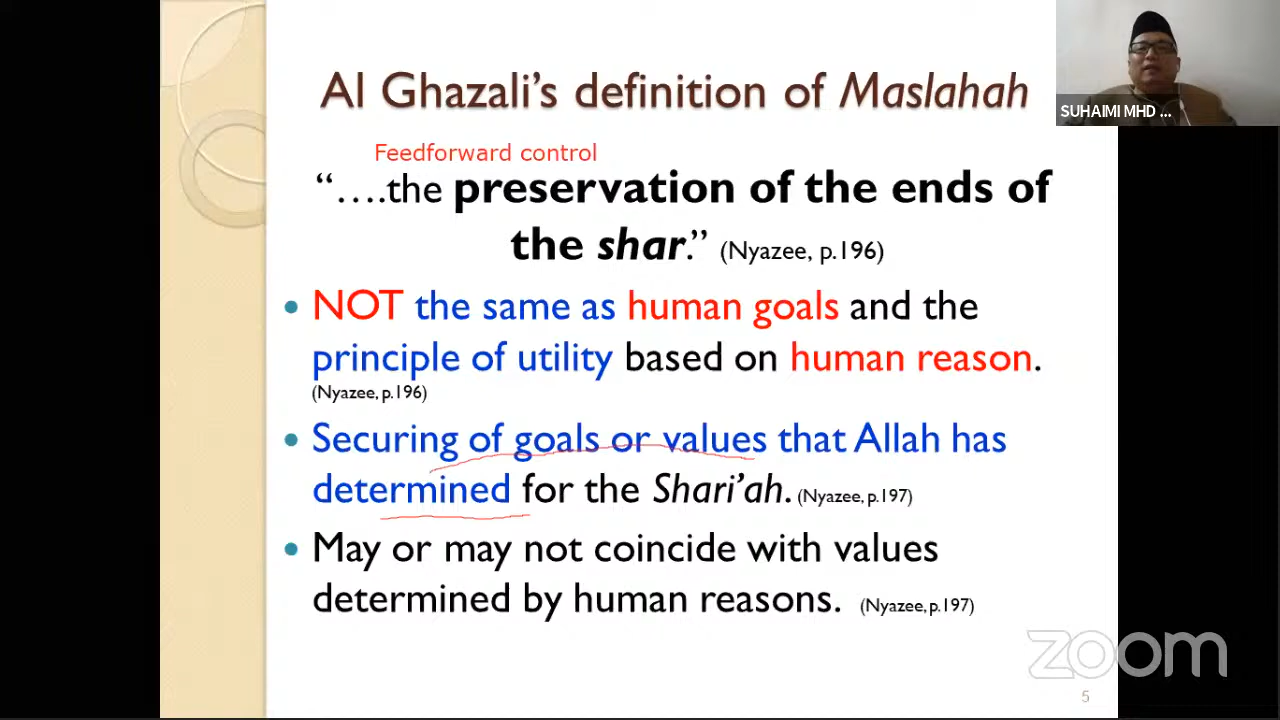 Al Ghazali’s definition of Maslahah
SUHAIMI MHD ...
Feedforward control
“….the preservation of the ends of
the shar.” (Nyazee, p.196)
• NOT the same as human goals and the
principle of utility based on human reason.
(Nyazee, p.196)
• Securing of goals or values that Allah has
determined for the Shari’ah. (Nyazee, p.197)
• May or may not coincide with values
determined by human reasons. (Nyazee, p.197)
zoom
5